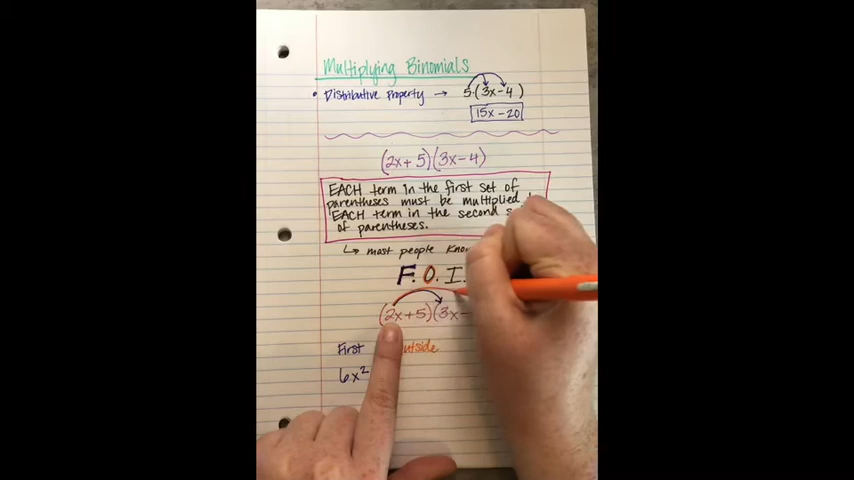 Multiplying Binomials
• Distributive Property → 5·(3x-4)
15x-20
(2x+5)(3x-4)
EACH term in the first set of
parentheses must be multiplied
EACH term in the second
of parentheses.
↳ most people
F. O. I.
(2x+5)(3x-
First
6x²